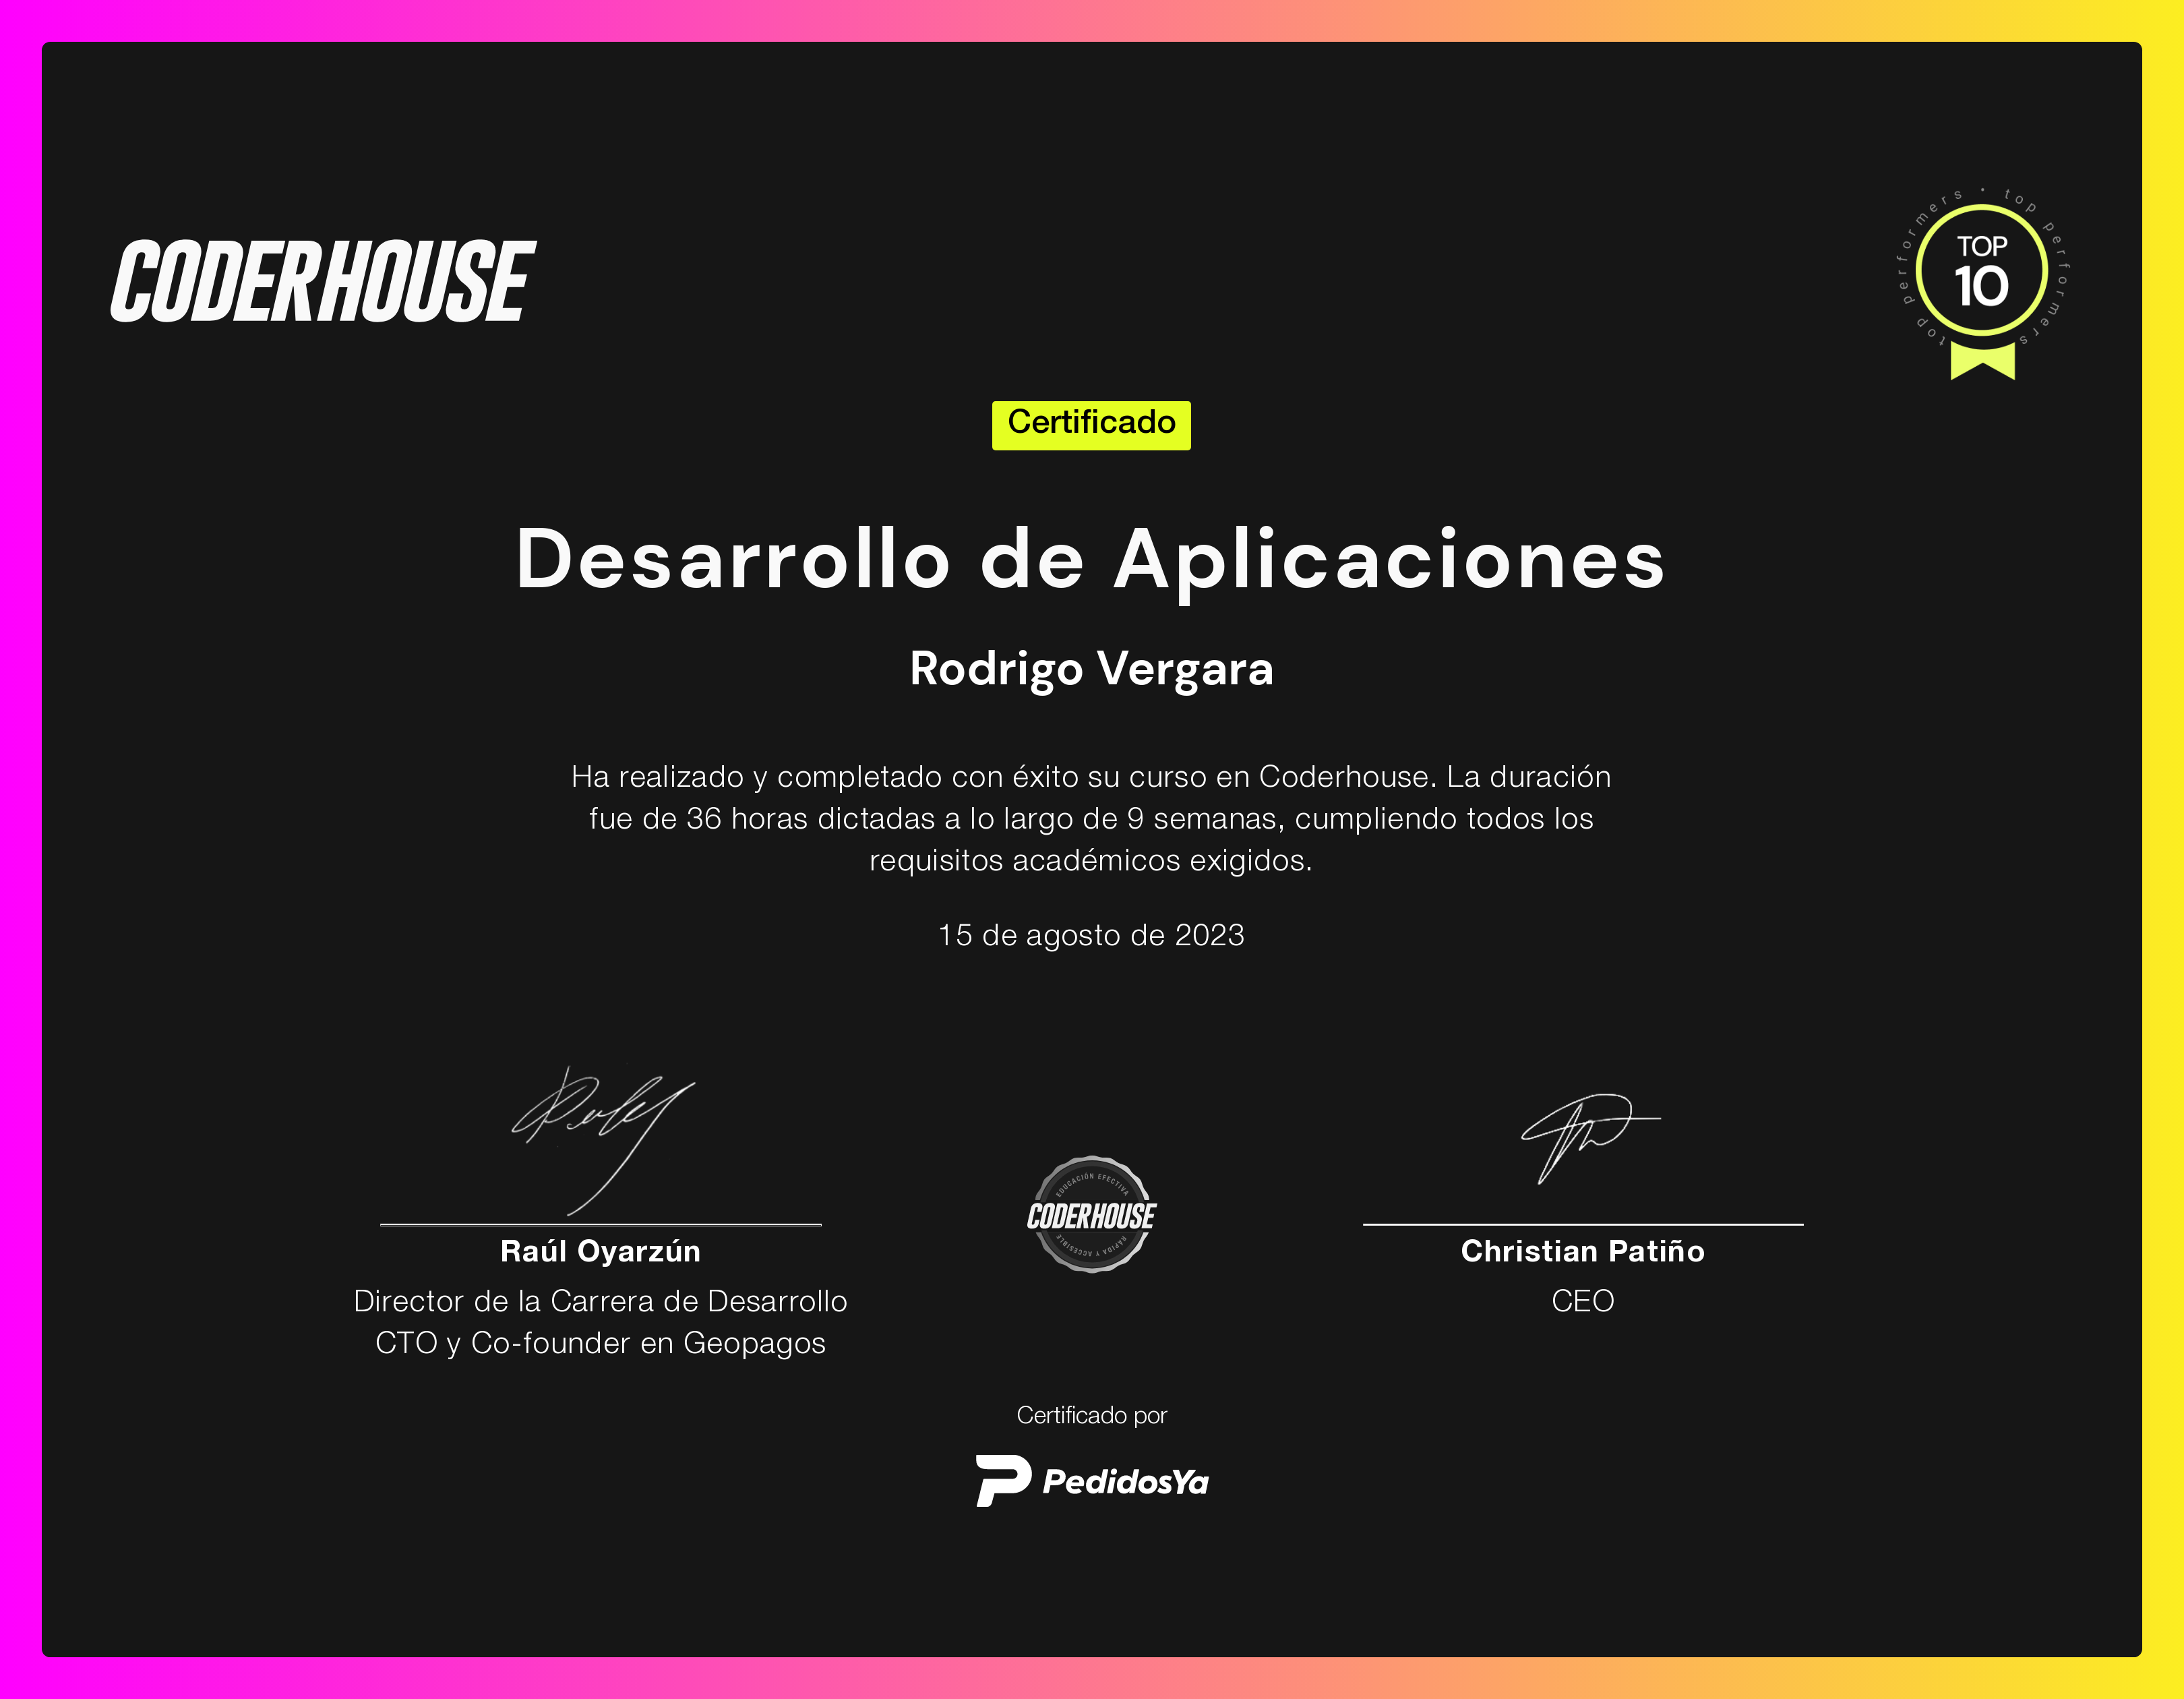 CODERHOUSE
top performers • top performers
TOP
10
Certificado
Desarrollo de Aplicaciones
Rodrigo Vergara
Ha realizado y completado con éxito su curso en Coderhouse. La duración
fue de 36 horas dictadas a lo largo de 9 semanas, cumpliendo todos los
requisitos académicos exigidos.
15 de agosto de 2023
Raúl Oyarzún
Director de la Carrera de Desarrollo
CTO y Co-founder en Geopagos
EDUCACIÓN EFECTIVA
CODERHOUSE
RÁPIDA Y ACCESIBLE
Christian Patiño
CEO
Certificado por
PedidosYa